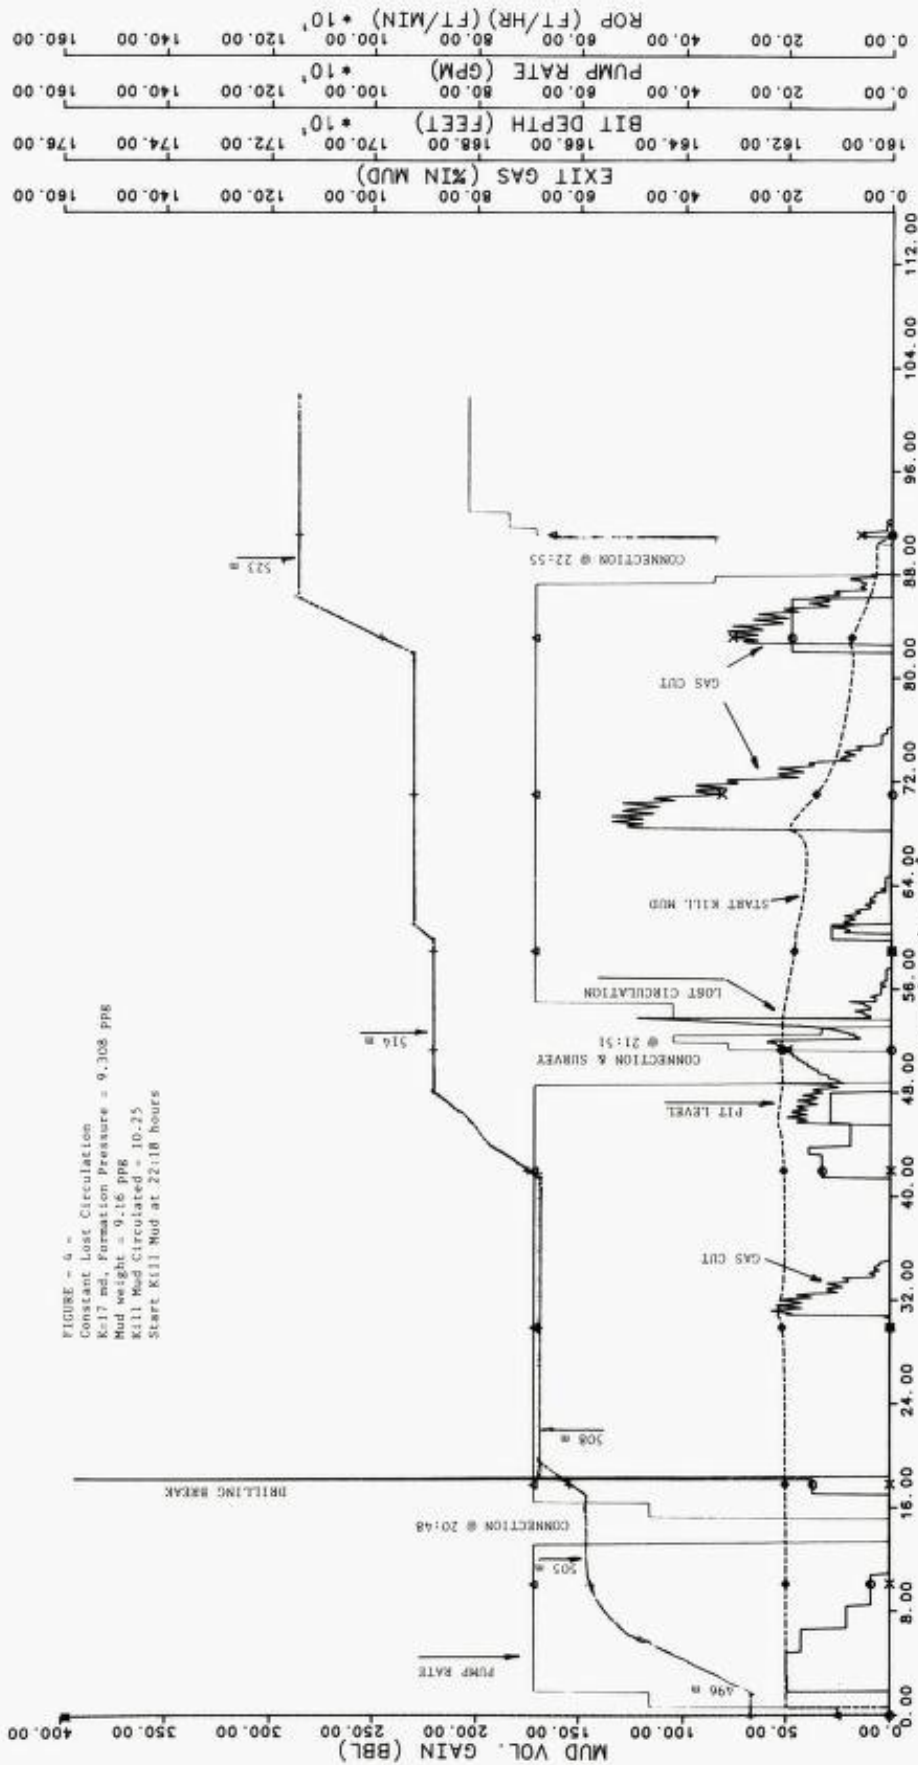 FIGURE - 4 -
Constant Lost Circulation
K=17 md, Formation Pressure = 9.308 ppg
Mud weight = 9.16 ppg
Kill Mud Circulated = 10.25
Start Kill Mud at 22:18 hours
MUD VOL. GAIN (BBL)
0.00 50.00 100.00 150.00 200.00 250.00 300.00 350.00 400.00
0.00 8.00 16.00 24.00 32.00 40.00 48.00 56.00 64.00 72.00 80.00 88.00 96.00 104.00 112.00
EXIT GAS (%IN MUD)
0.00 20.00 40.00 60.00 80.00 100.00 120.00 140.00 160.00
BIT DEPTH (FEET) *10¹
160.00 162.00 164.00 166.00 168.00 170.00 172.00 174.00 176.00
PUMP RATE (GPM) *10¹
0.00 20.00 40.00 60.00 80.00 100.00 120.00 140.00 160.00
ROP (FT/HR)(FT/MIN) *10¹
0.00 20.00 40.00 60.00 80.00 100.00 120.00 140.00 160.00
PUMP RATE
496 m
505 m
CONNECTION @ 20:48
DRILLING BREAK
508 m
GAS CUT
PIT LEVEL
CONNECTION & SURVEY
@ 21:51
514 m
LOST CIRCULATION
START KILL MUD
GAS CUT
523 m
CONNECTION @ 22:55